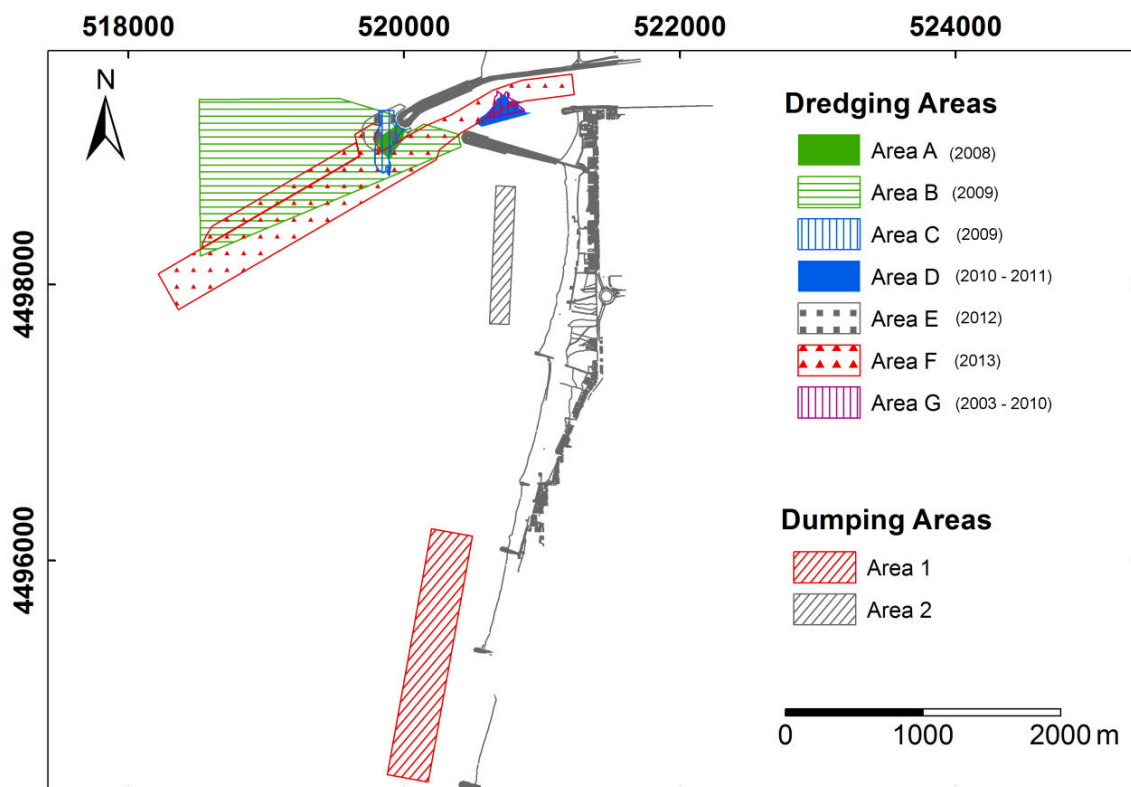 518000 520000 522000 524000
N
4498000
4496000
Dredging Areas
Area A (2008)
Area B (2009)
Area C (2009)
Area D (2010 - 2011)
Area E (2012)
Area F (2013)
Area G (2003 - 2010)
Dumping Areas
Area 1
Area 2
0 1000 2000 m